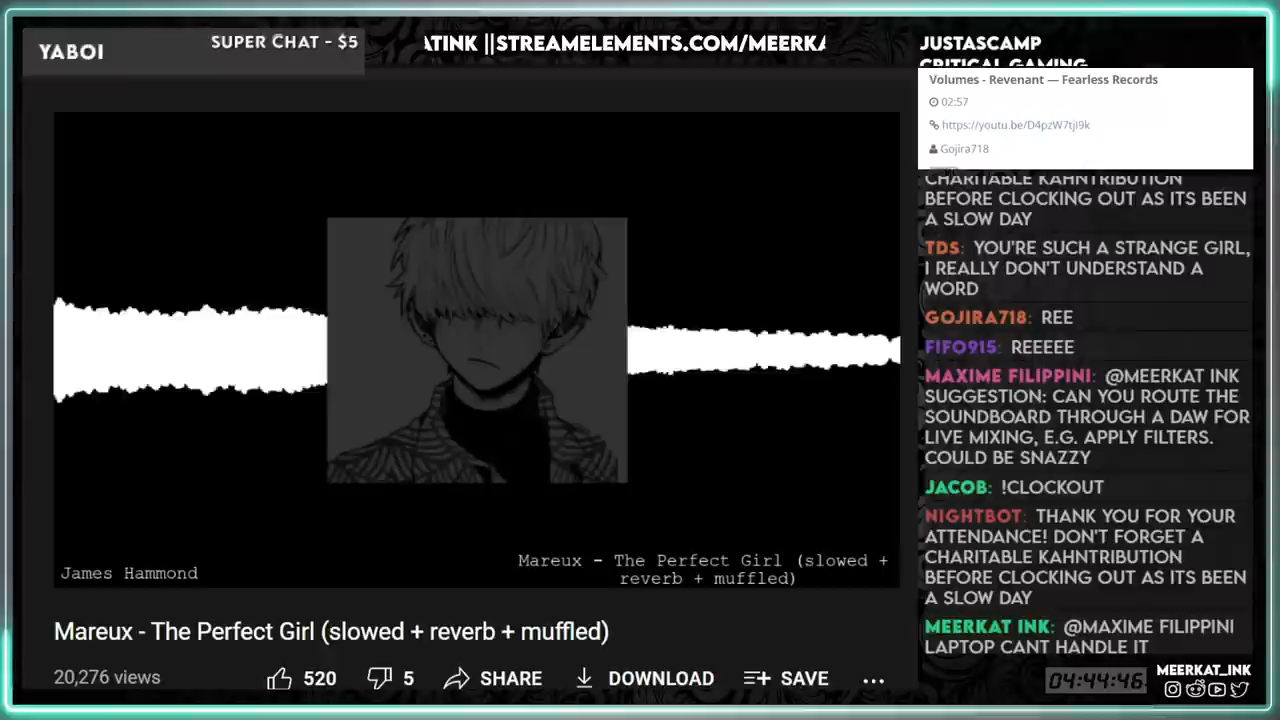 YABOI
SUPER CHAT - $5
ATINK ||STREAMELEMENTS.COM/MEERKA
JUSTASCAMP
CRITICAL GAMING
Volumes - Revenant — Fearless Records
02:57
https://youtu.be/D4pzW7tjI9k
Gojira718
CHARITABLE KAHNTRIBUTION
BEFORE CLOCKING OUT AS ITS BEEN
A SLOW DAY
TDS: YOU'RE SUCH A STRANGE GIRL,
I REALLY DON'T UNDERSTAND A
WORD
GOJIRA718: REE
FIFO915: REEEEE
MAXIME FILIPPINI: @MEERKAT INK
SUGGESTION: CAN YOU ROUTE THE
SOUNDBOARD THROUGH A DAW FOR
LIVE MIXING, E.G. APPLY FILTERS.
COULD BE SNAZZY
JACOB: !CLOCKOUT
NIGHTBOT: THANK YOU FOR YOUR
ATTENDANCE! DON'T FORGET A
CHARITABLE KAHNTRIBUTION
BEFORE CLOCKING OUT AS ITS BEEN
A SLOW DAY
MEERKAT INK: @MAXIME FILIPPINI
LAPTOP CANT HANDLE IT
James Hammond
Mareux - The Perfect Girl (slowed +
reverb + muffled)
Mareux - The Perfect Girl (slowed + reverb + muffled)
20,276 views
520
5
SHARE
DOWNLOAD
SAVE
...
04:44:46
MEERKAT_INK